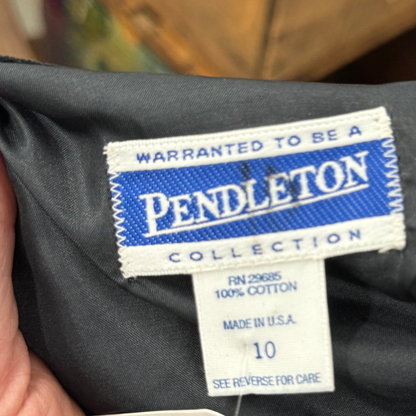 WARRANTED TO BE A
PENDLETON
COLLECTION
RN 29685
100% COTTON
MADE IN U.S.A.
10
SEE REVERSE FOR CARE